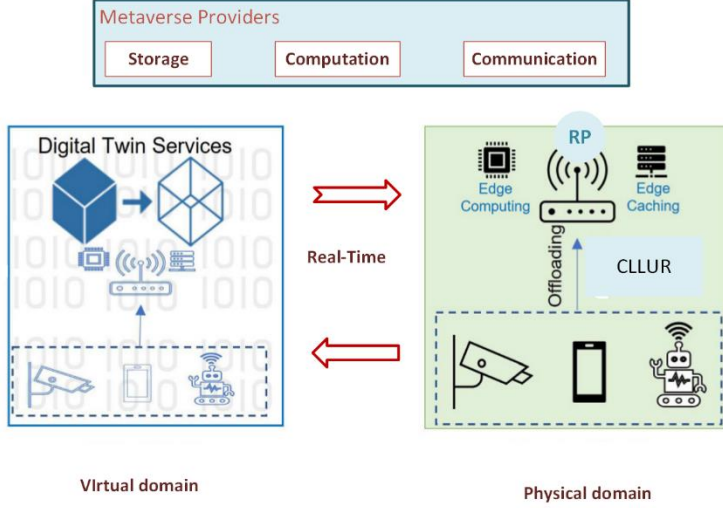 Metaverse Providers
Storage
Computation
Communication
Digital Twin Services
RP
Edge
Computing
Edge
Caching
Real-Time
Offloading
CLLUR
VIrtual domain
Physical domain